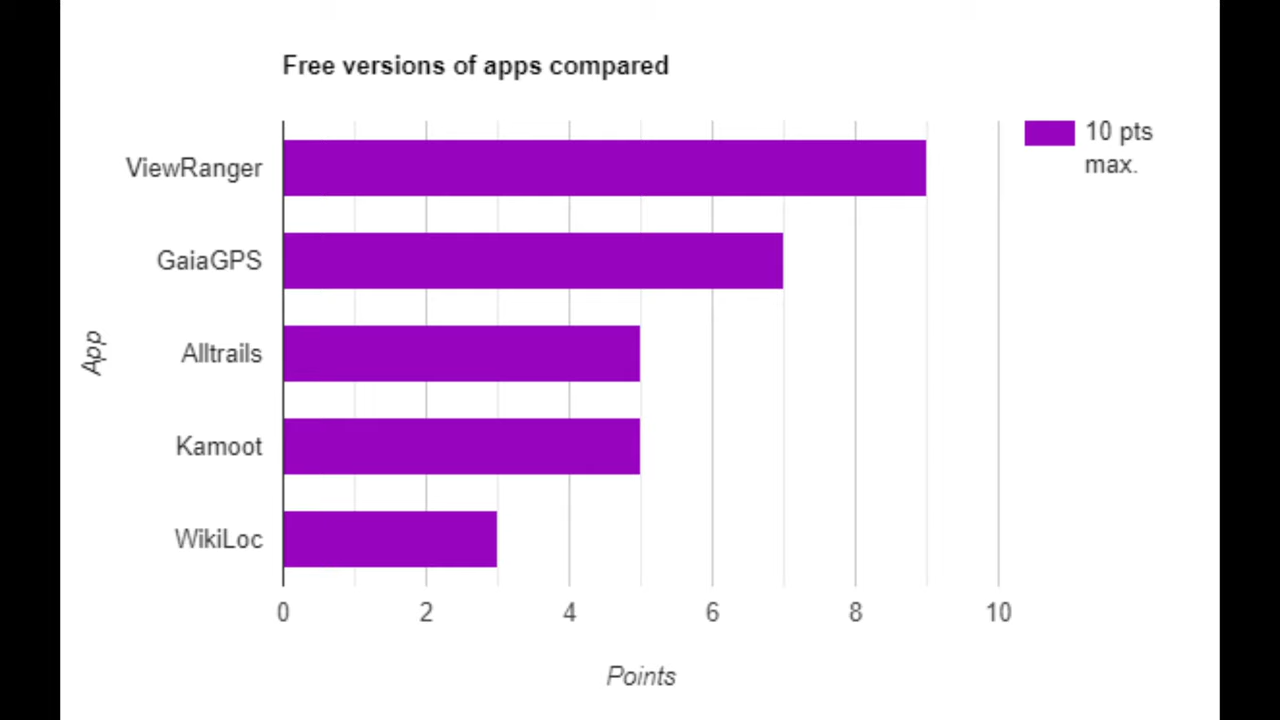 Free versions of apps compared
10 pts
max.
ViewRanger
GaiaGPS
Alltrails
Kamoot
WikiLoc
App
0 2 4 6 8 10
Points